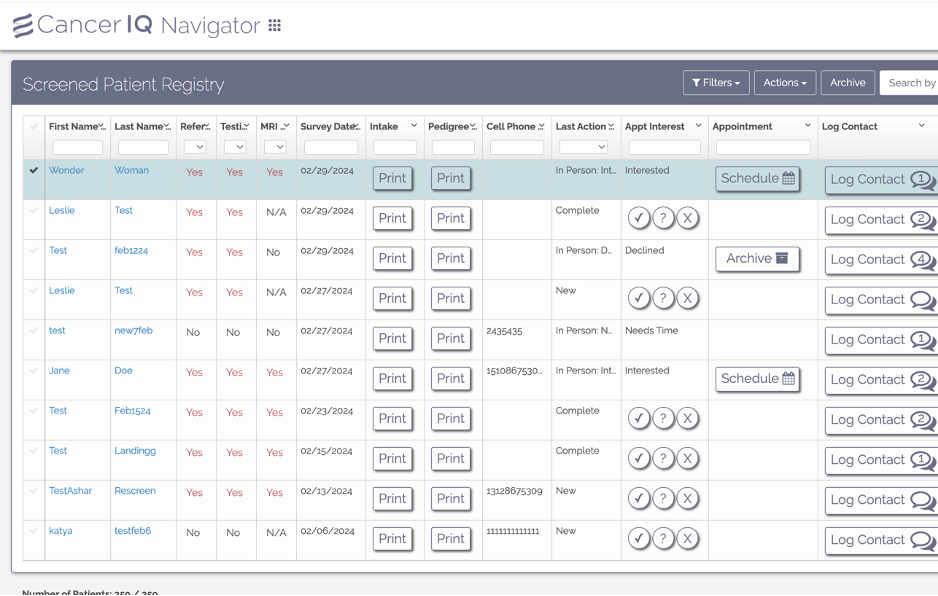 CancerIQ Navigator
Screened Patient Registry Filters Actions Archive Search by
First Name.. Last Name.. Refer.. Testi.. MRI .. Survey Date.. Intake Pedigree.. Cell Phone .. Last Action .. Appt Interest Appointment Log Contact
Wonder Woman Yes Yes Yes 02/29/2024 Print Print In Person: Int... Interested Schedule Log Contact 1
Leslie Test Yes Yes N/A 02/29/2024 Print Print Complete ? X Log Contact 2
Test feb1224 Yes Yes No 02/29/2024 Print Print In Person: D... Declined Archive Log Contact 4
Leslie Test Yes Yes N/A 02/27/2024 Print Print New ? X Log Contact
test new7feb No No No 02/27/2024 Print Print 2435435 In Person: N... Needs Time Log Contact 1
Jane Doe Yes Yes Yes 02/27/2024 Print Print 1510867530... In Person: Int... Interested Schedule Log Contact 2
Test Feb1524 Yes Yes Yes 02/23/2024 Print Print Complete ? X Log Contact 2
Test Landingg Yes Yes Yes 02/15/2024 Print Print Complete ? X Log Contact 1
TestAshar Rescreen Yes Yes Yes 02/13/2024 Print Print 13128675309 New ? X Log Contact
katya testfeb6 No No N/A 02/06/2024 Print Print 1111111111111 New ? X Log Contact
Number of Patients: 250 / 250